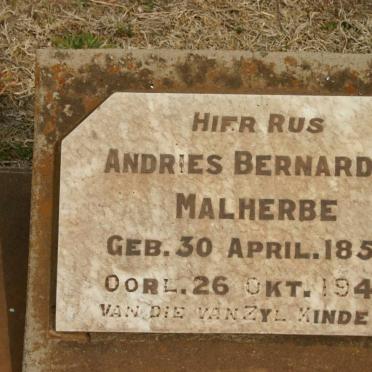 HIER RUS
ANDRIES BERNARD
MALHERBE
GEB. 30 APRIL. 185
OORL. 26 OKT. 194
VAN DIE VAN ZYL KINDE